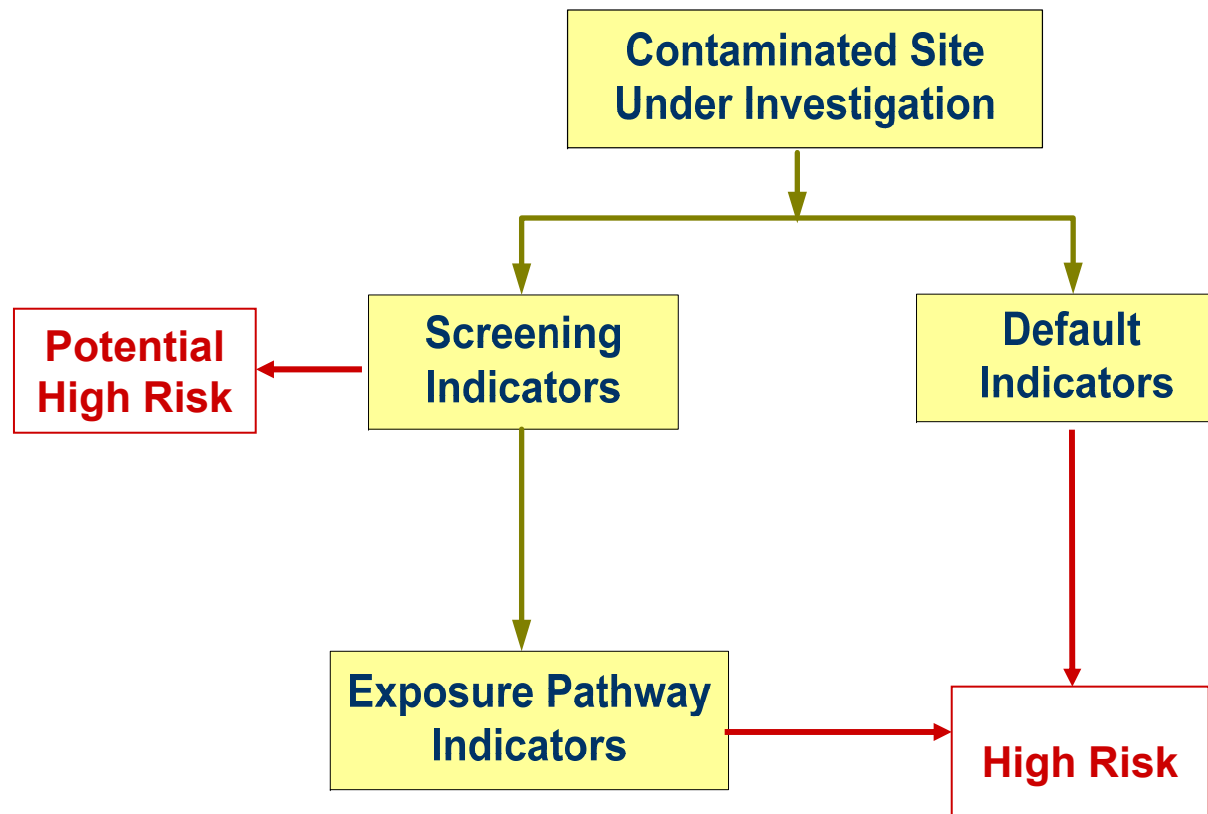 Contaminated Site
Under Investigation
Screening
Indicators
Default
Indicators
Potential
High Risk
Exposure Pathway
Indicators
High Risk